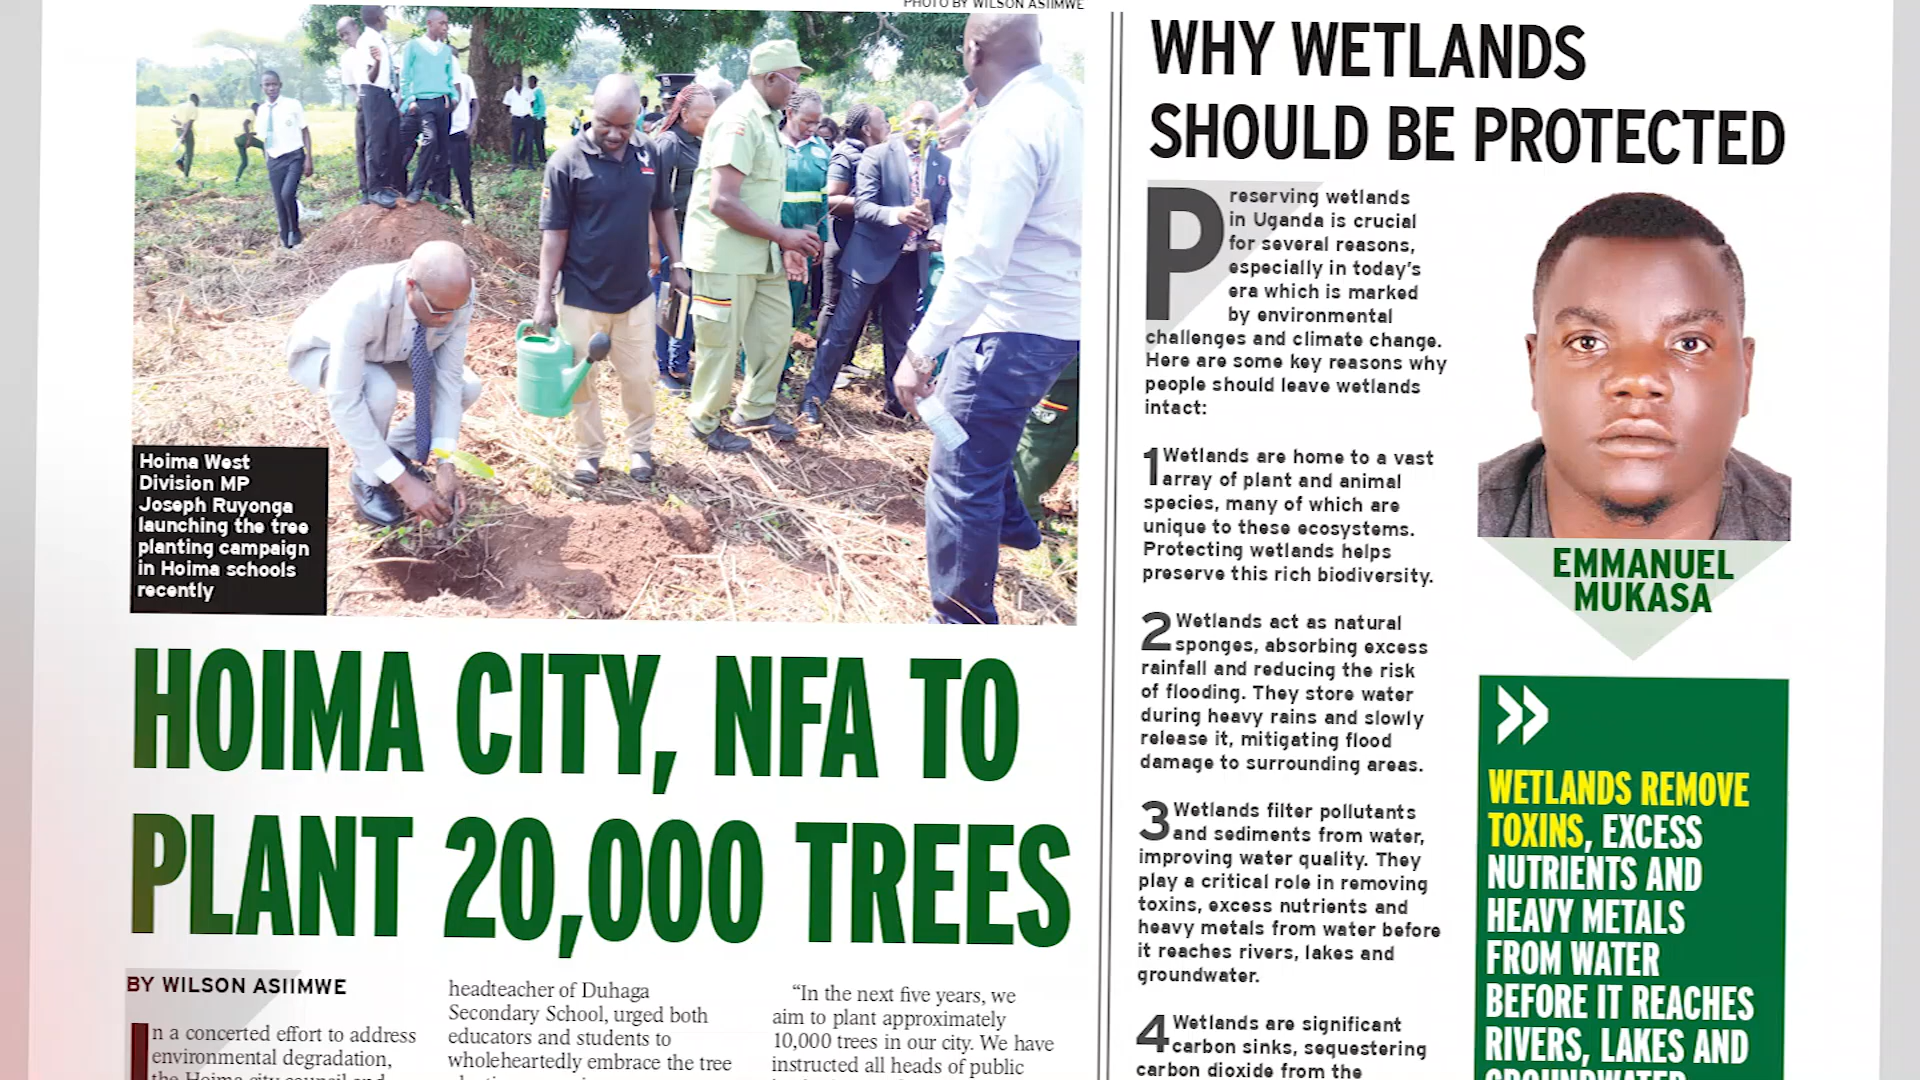 PHOTO BY WILSON ASIIMWE
Hoima West
Division MP
Joseph Ruyonga
launching the tree
planting campaign
in Hoima schools
recently
HOIMA CITY, NFA TO
PLANT 20,000 TREES
BY WILSON ASIIMWE
In a concerted effort to address
environmental degradation,
the Hoima city council and
headteacher of Duhaga
Secondary School, urged both
educators and students to
wholeheartedly embrace the tree
“In the next five years, we
aim to plant approximately
10,000 trees in our city. We have
instructed all heads of public
WHY WETLANDS
SHOULD BE PROTECTED
Preserving wetlands
in Uganda is crucial
for several reasons,
especially in today’s
era which is marked
by environmental
challenges and climate change.
Here are some key reasons why
people should leave wetlands
intact:
1 Wetlands are home to a vast
array of plant and animal
species, many of which are
unique to these ecosystems.
Protecting wetlands helps
preserve this rich biodiversity.
2 Wetlands act as natural
sponges, absorbing excess
rainfall and reducing the risk
of flooding. They store water
during heavy rains and slowly
release it, mitigating flood
damage to surrounding areas.
3 Wetlands filter pollutants
and sediments from water,
improving water quality. They
play a critical role in removing
toxins, excess nutrients and
heavy metals from water before
it reaches rivers, lakes and
groundwater.
4 Wetlands are significant
carbon sinks, sequestering
carbon dioxide from the
EMMANUEL
MUKASA
WETLANDS REMOVE
TOXINS, EXCESS
NUTRIENTS AND
HEAVY METALS
FROM WATER
BEFORE IT REACHES
RIVERS, LAKES AND
GROUNDWATER